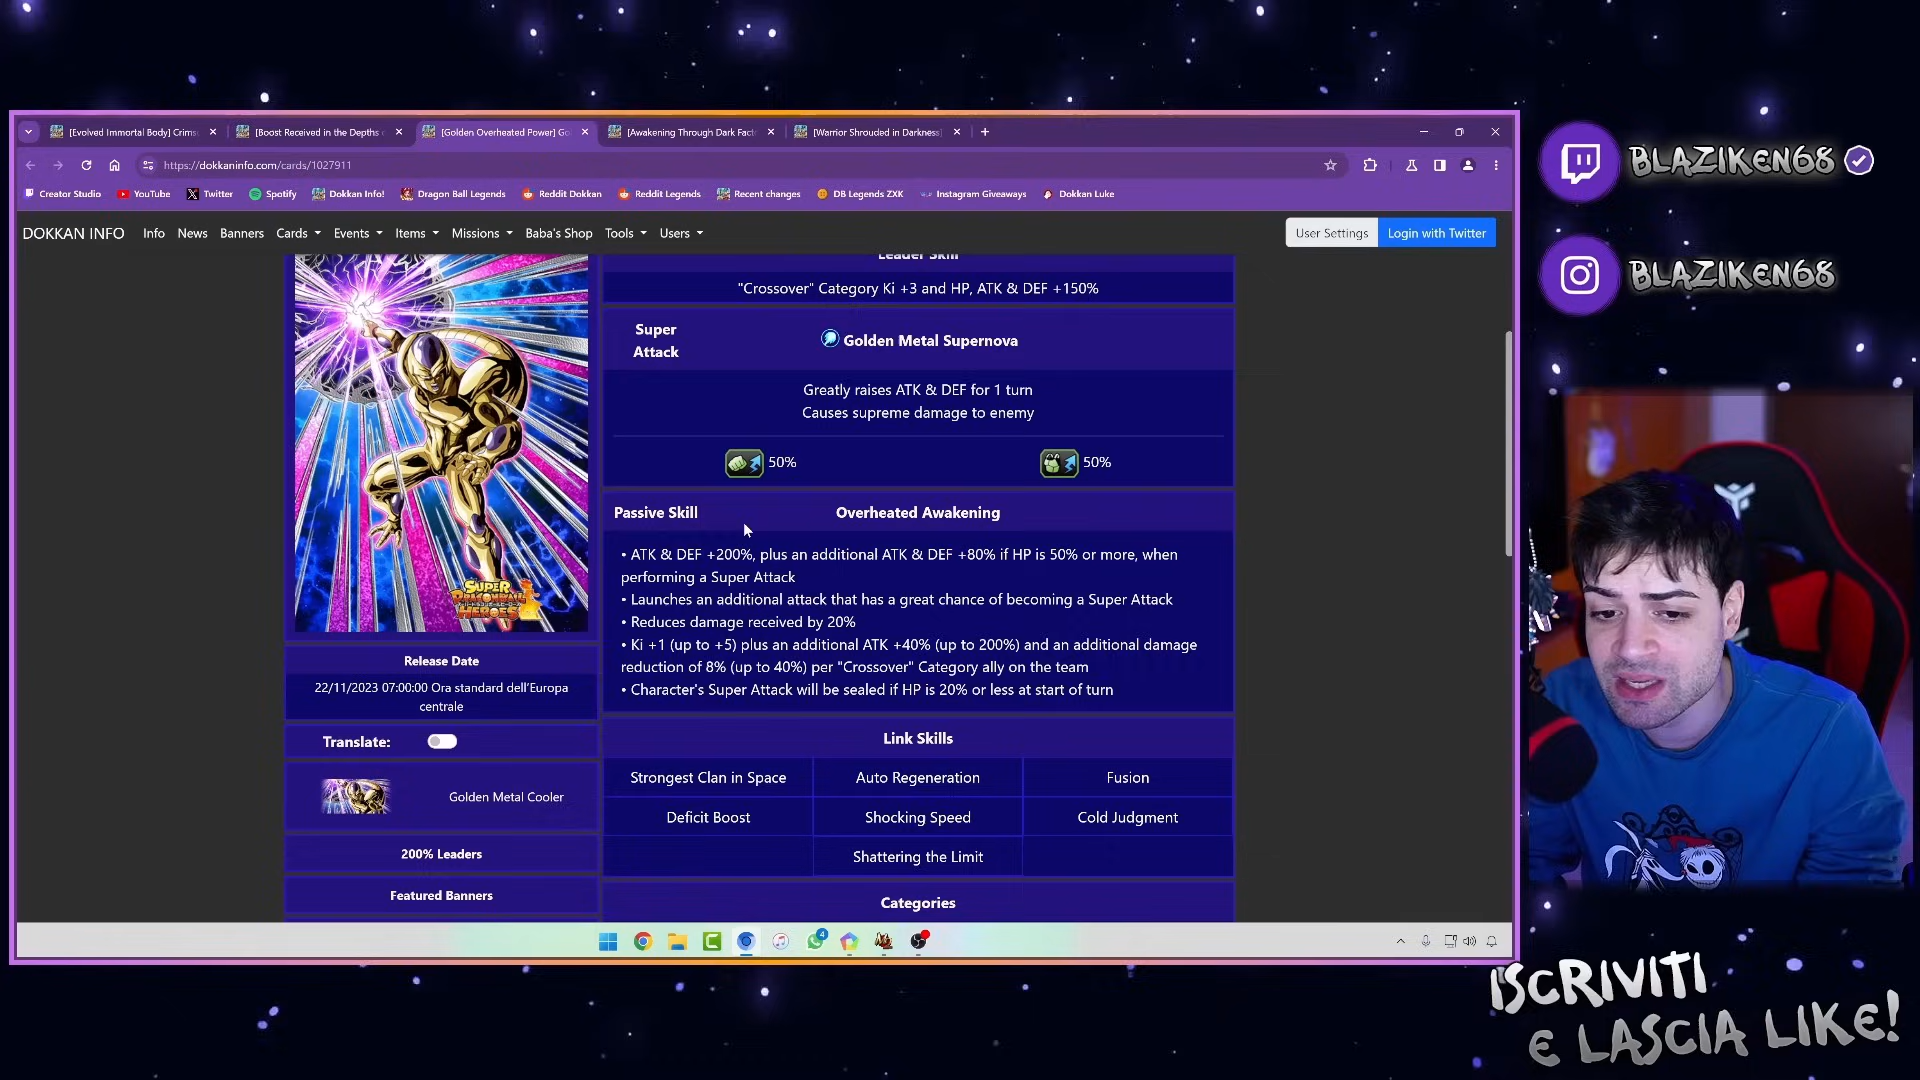 [Evolved Immortal Body] Crims
[Boost Received in the Depths
[Golden Overheated Power] Go
[Awakening Through Dark Fact
[Warrior Shrouded in Darkness]
https://dokkaninfo.com/cards/1027911
Creator Studio YouTube Twitter Spotify Dokkan Info! Dragon Ball Legends Reddit Dokkan Reddit Legends Recent changes DB Legends ZXK Instagram Giveaways Dokkan Luke
DOKKAN INFO Info News Banners Cards Events Items Missions Baba's Shop Tools Users User Settings Login with Twitter
Leader Skill
"Crossover" Category Ki +3 and HP, ATK & DEF +150%
Super
Attack
Golden Metal Supernova
Greatly raises ATK & DEF for 1 turn
Causes supreme damage to enemy
50% 50%
Passive Skill Overheated Awakening
• ATK & DEF +200%, plus an additional ATK & DEF +80% if HP is 50% or more, when
performing a Super Attack
• Launches an additional attack that has a great chance of becoming a Super Attack
• Reduces damage received by 20%
• Ki +1 (up to +5) plus an additional ATK +40% (up to 200%) and an additional damage
reduction of 8% (up to 40%) per "Crossover" Category ally on the team
• Character's Super Attack will be sealed if HP is 20% or less at start of turn
Link Skills
Strongest Clan in Space Auto Regeneration Fusion
Deficit Boost Shocking Speed Cold Judgment
Shattering the Limit
Categories
SUPER
DRAGONBALL
HEROES
Release Date
22/11/2023 07:00:00 Ora standard dell'Europa
centrale
Translate:
Golden Metal Cooler
200% Leaders
Featured Banners
4
BLAZIKEN68
BLAZIKEN68
ISCRIVITI
E LASCIA LIKE!